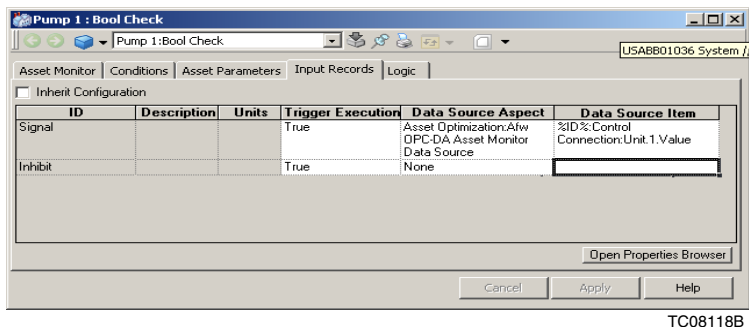 Pump 1 : Bool Check
Pump 1:Bool Check
USABB01036 System /
Asset Monitor Conditions Asset Parameters Input Records Logic
Inherit Configuration
ID Description Units Trigger Execution Data Source Aspect Data Source Item
Signal True Asset Optimization:Afw %ID%:Control
OPC-DA Asset Monitor Connection:Unit.1.Value
Data Source
Inhibit True None
Open Properties Browser
Cancel Apply Help
TC08118B